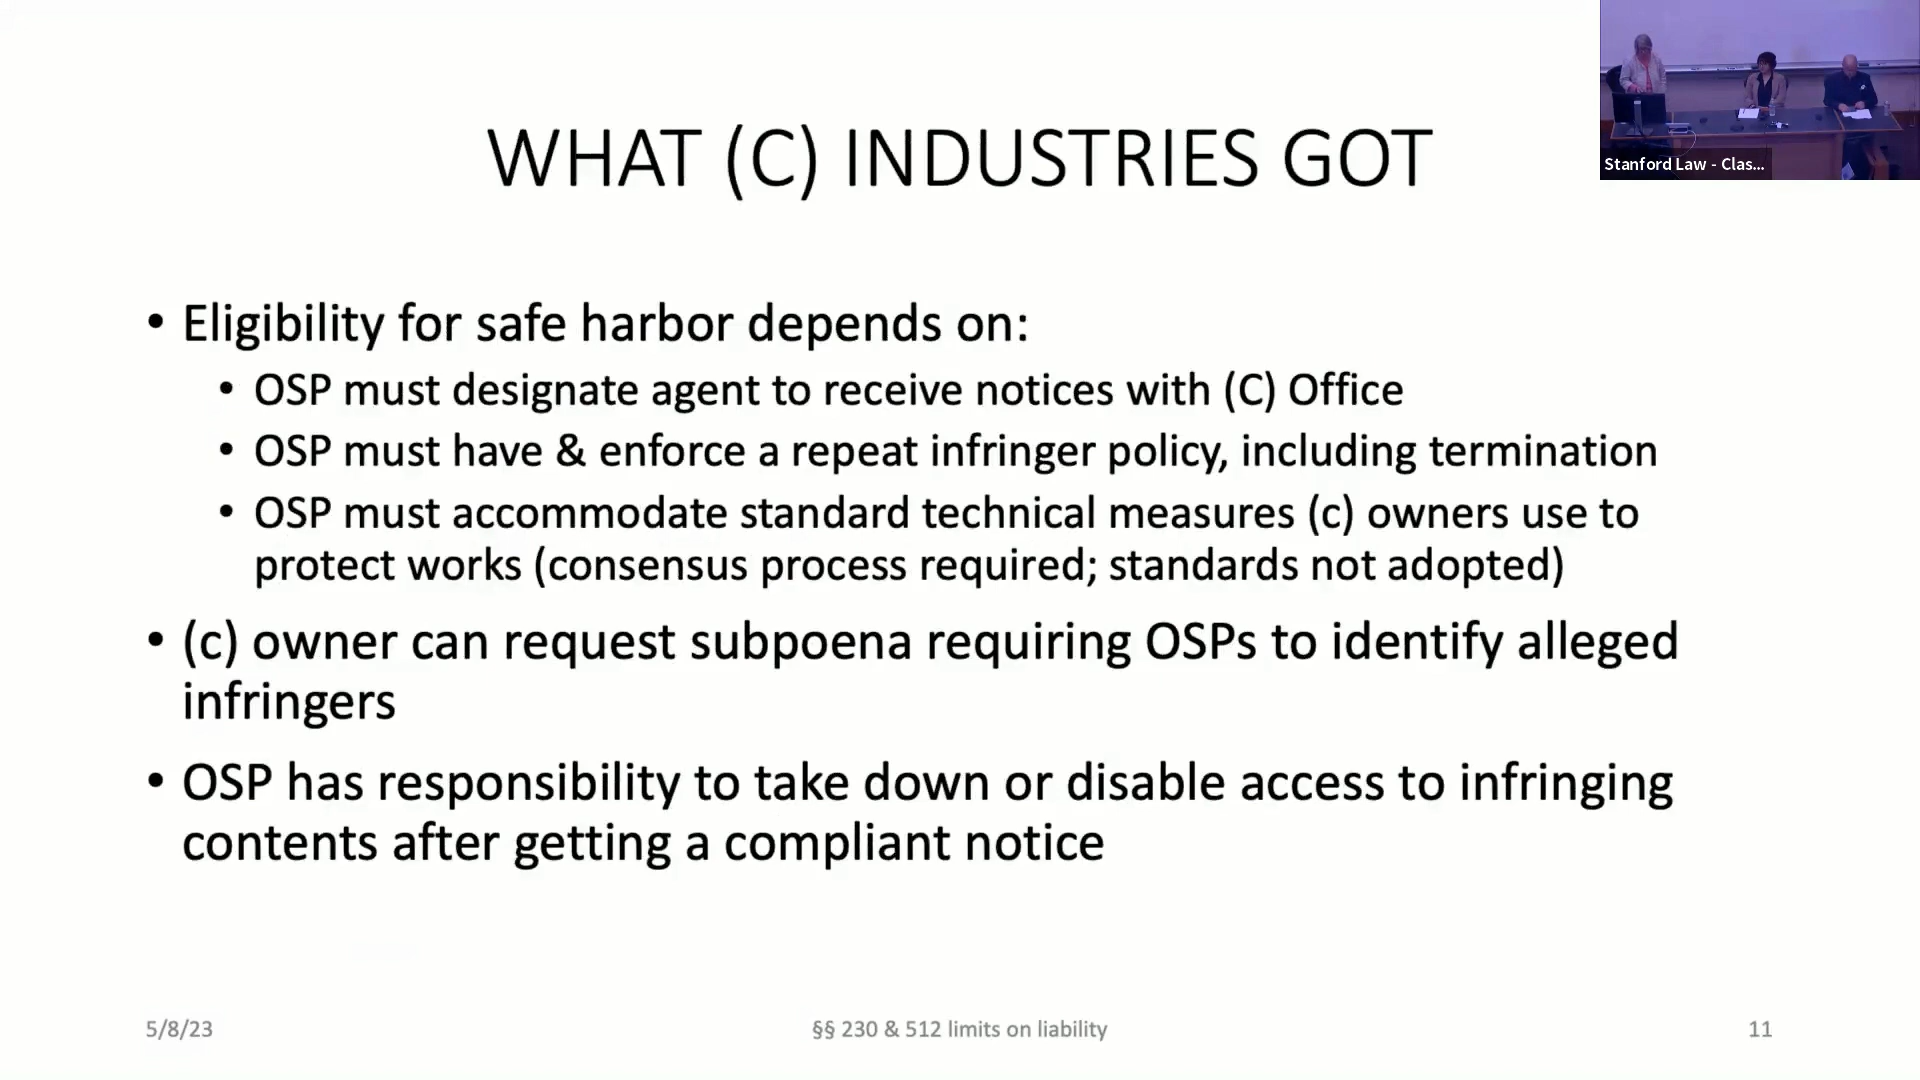 WHAT (C) INDUSTRIES GOT
Stanford Law - Clas...
• Eligibility for safe harbor depends on:
• OSP must designate agent to receive notices with (C) Office
• OSP must have & enforce a repeat infringer policy, including termination
• OSP must accommodate standard technical measures (c) owners use to
protect works (consensus process required; standards not adopted)
• (c) owner can request subpoena requiring OSPs to identify alleged
infringers
• OSP has responsibility to take down or disable access to infringing
contents after getting a compliant notice
5/8/23
§§ 230 & 512 limits on liability
11